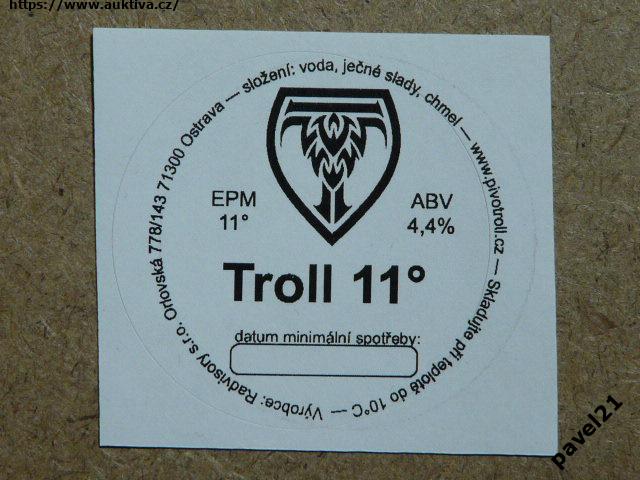 https://www.auktiva.cz/
Výrobce: Radvisory s.r.o. Orlovská 778/143 71300 Ostrava — složení: voda, ječné slady, chmel — www.pivotroll.cz — Skladujte při teplotě do 10°C —
EPM
11°
ABV
4,4%
Troll 11°
datum minimální spotřeby:
pavel21